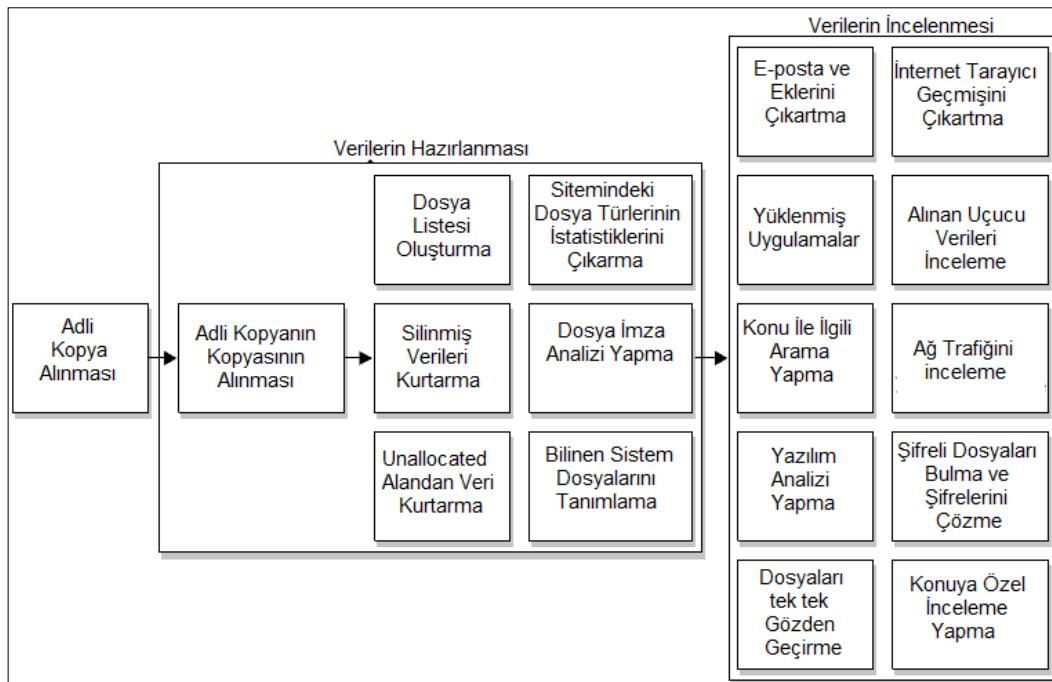 Verilerin İncelenmesi
E-posta ve
Eklerini
Çıkartma
İnternet Tarayıcı
Geçmişini
Çıkartma
Verilerin Hazırlanması
Dosya
Listesi
Oluşturma
Sitemindeki
Dosya Türlerinin
İstatistiklerini
Çıkarma
Yüklenmiş
Uygulamalar
Alınan Uçucu
Verileri
İnceleme
Adli
Kopya
Alınması
Adli Kopyanın
Kopyasının
Alınması
Silinmiş
Verileri
Kurtarma
Dosya İmza
Analizi Yapma
Konu İle İlgili
Arama
Yapma
Ağ Trafiğini
inceleme
Unallocated
Alandan Veri
Kurtarma
Bilinen Sistem
Dosyalarını
Tanımlama
Yazılım
Analizi
Yapma
Şifreli Dosyaları
Bulma ve
Şifrelerini
Çözme
Dosyaları
tek tek
Gözden
Geçirme
Konuya Özel
İnceleme
Yapma